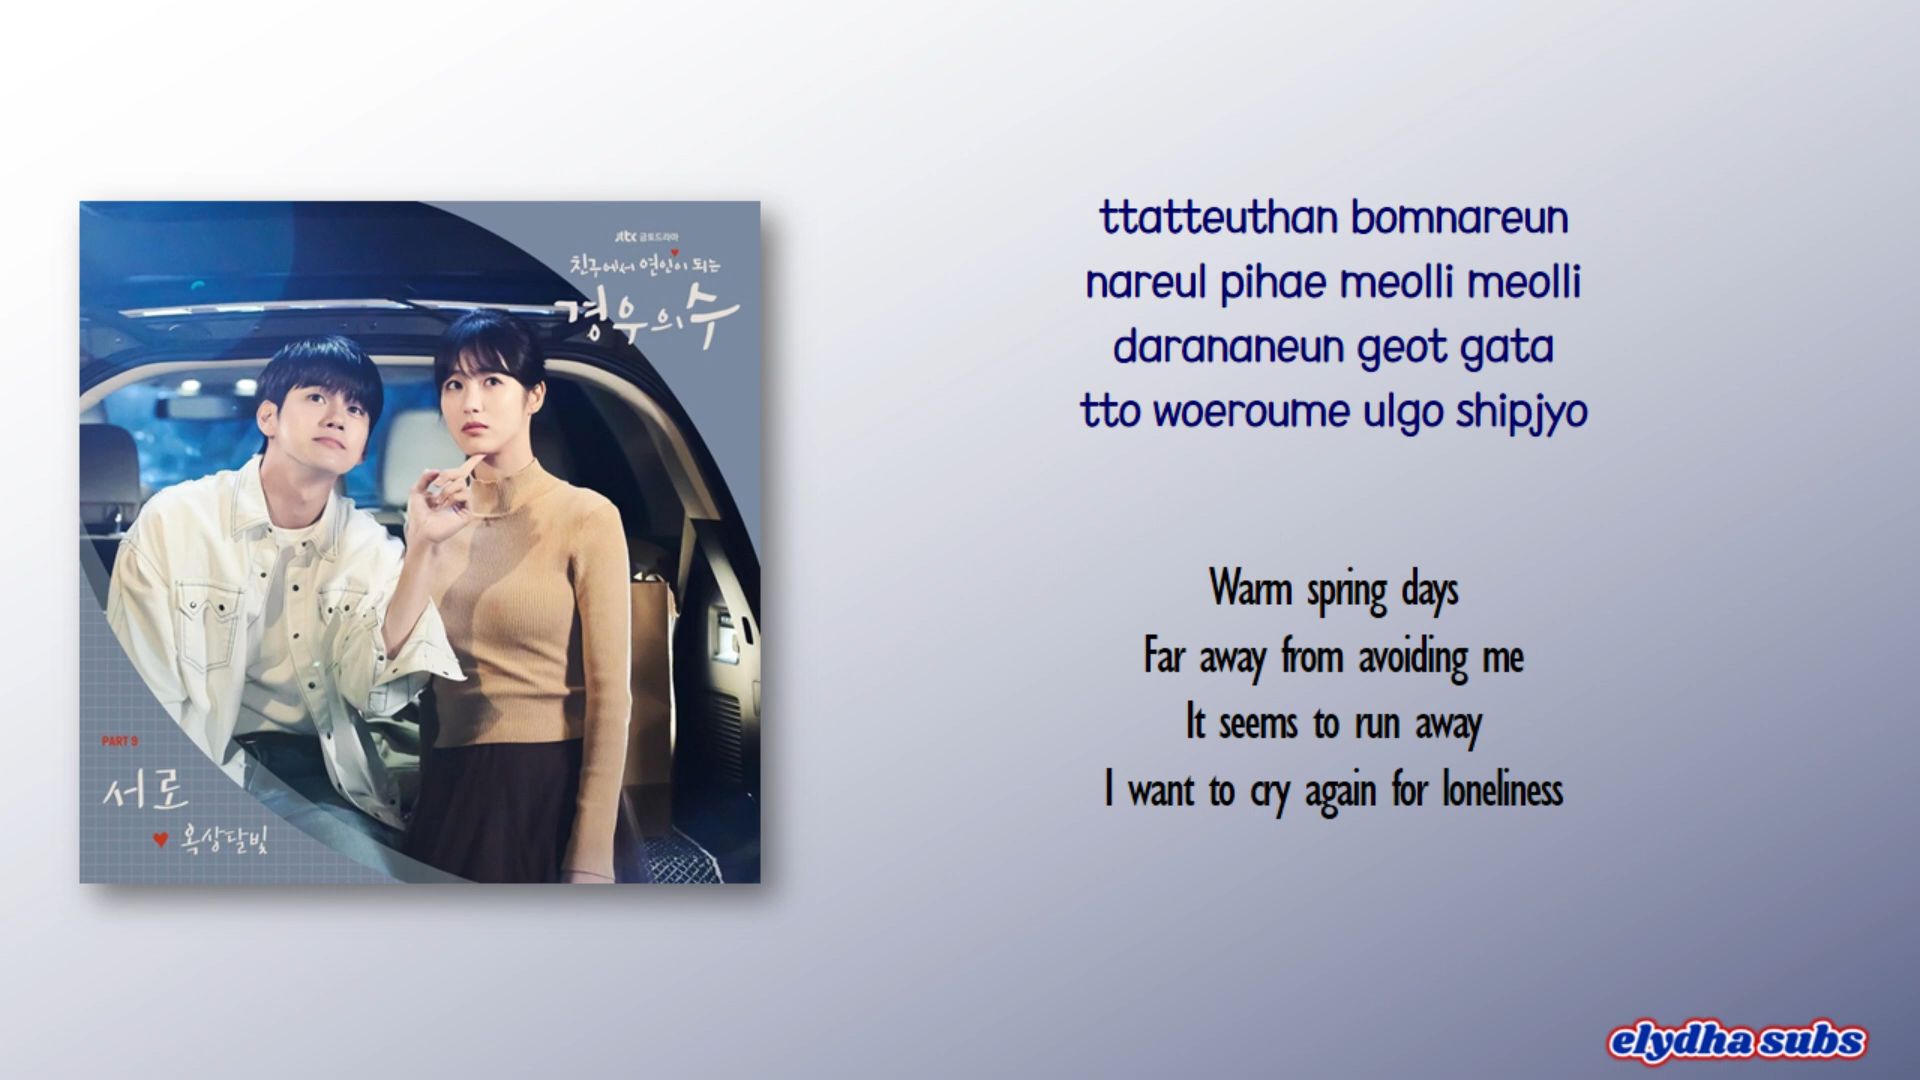 JTBC 금토드라마
친구에서 연인이 되는
경우의 수
PART 9
서로
옥상달빛
ttatteuthan bomnareun
nareul pihae meolli meolli
darananeun geot gata
tto woeroume ulgo shipjyo
Warm spring days
Far away from avoiding me
It seems to run away
I want to cry again for loneliness
elydha subs